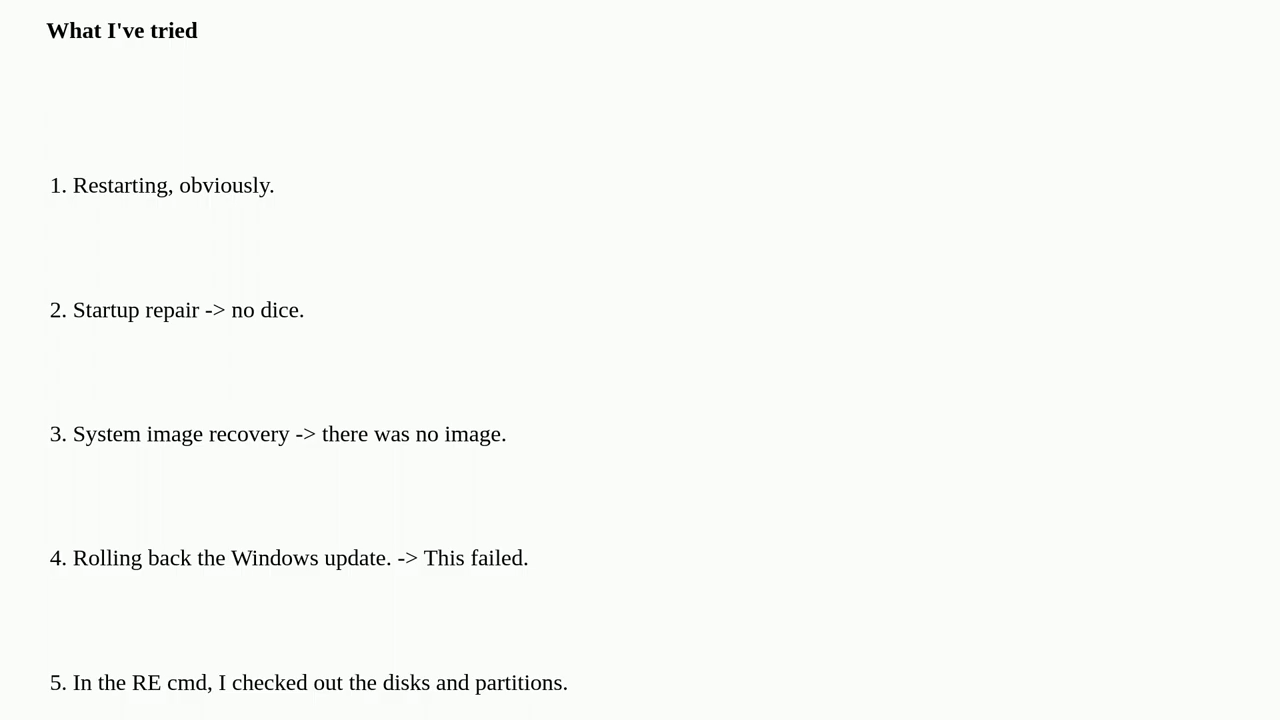 What I've tried
1. Restarting, obviously.
2. Startup repair -> no dice.
3. System image recovery -> there was no image.
4. Rolling back the Windows update. -> This failed.
5. In the RE cmd, I checked out the disks and partitions.